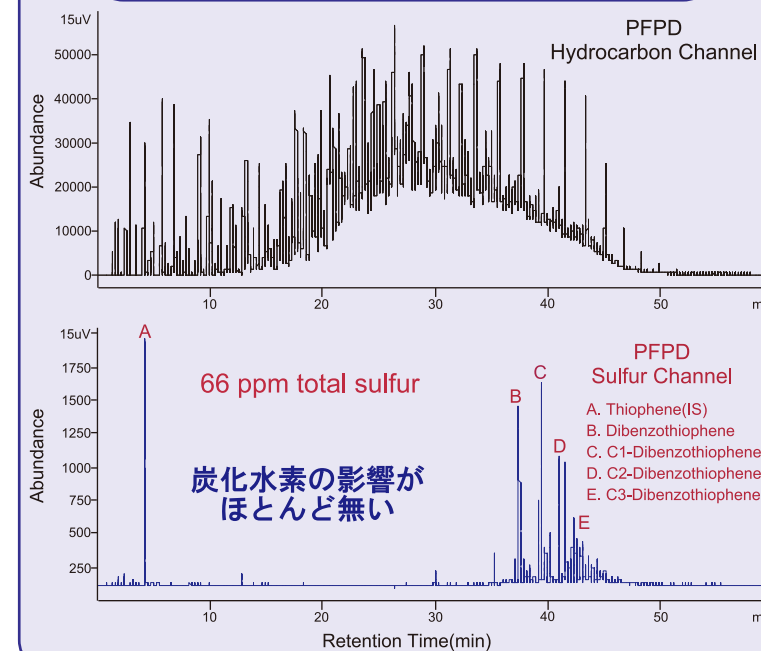 15uV
PFPD
Hydrocarbon Channel
50000
40000
30000
20000
10000
0
Abundance
10 20 30 40 50
15uV
A
66 ppm total sulfur
PFPD
Sulfur Channel
1750
1500
1250
1000
750
500
250
Abundance
炭化水素の影響が
ほとんど無い
B
C
D
E
A. Thiophene(IS)
B. Dibenzothiophene
C. C1-Dibenzothiophene
D. C2-Dibenzothiophene
E. C3-Dibenzothiophene
10 20 30 40 50
Retention Time(min)